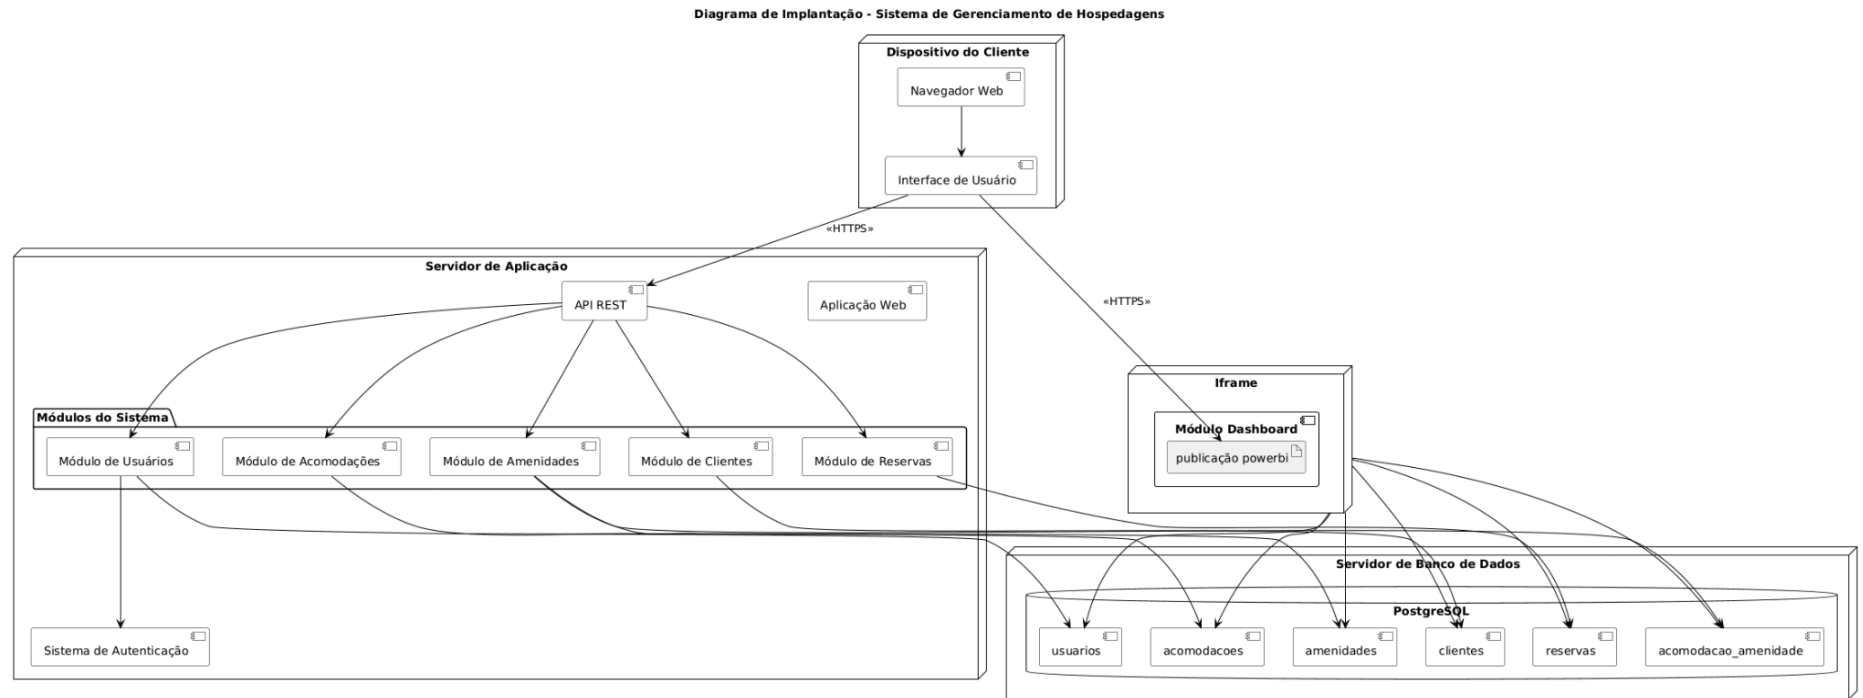 Diagrama de Implantação - Sistema de Gerenciamento de Hospedagens
Dispositivo do Cliente
Navegador Web
Interface de Usuário
«HTTPS»
«HTTPS»
Servidor de Aplicação
API REST
Aplicação Web
Módulos do Sistema
Módulo de Usuários
Módulo de Acomodações
Módulo de Amenidades
Módulo de Clientes
Módulo de Reservas
Sistema de Autenticação
Iframe
Módulo Dashboard
publicação powerbi
Servidor de Banco de Dados
PostgreSQL
usuarios
acomodacoes
amenidades
clientes
reservas
acomodacao_amenidade